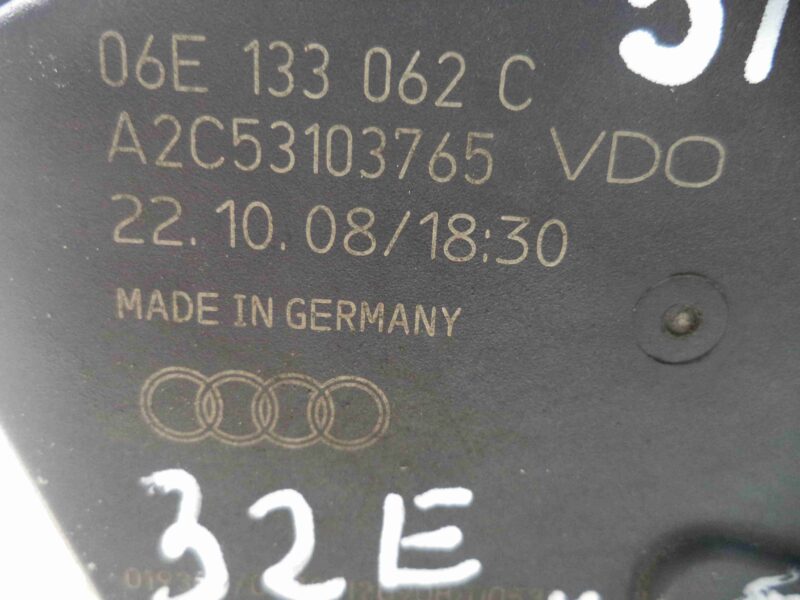 06E 133 062 C
A2C53103765 VDO
22.10.08/18:30
MADE IN GERMANY
32E